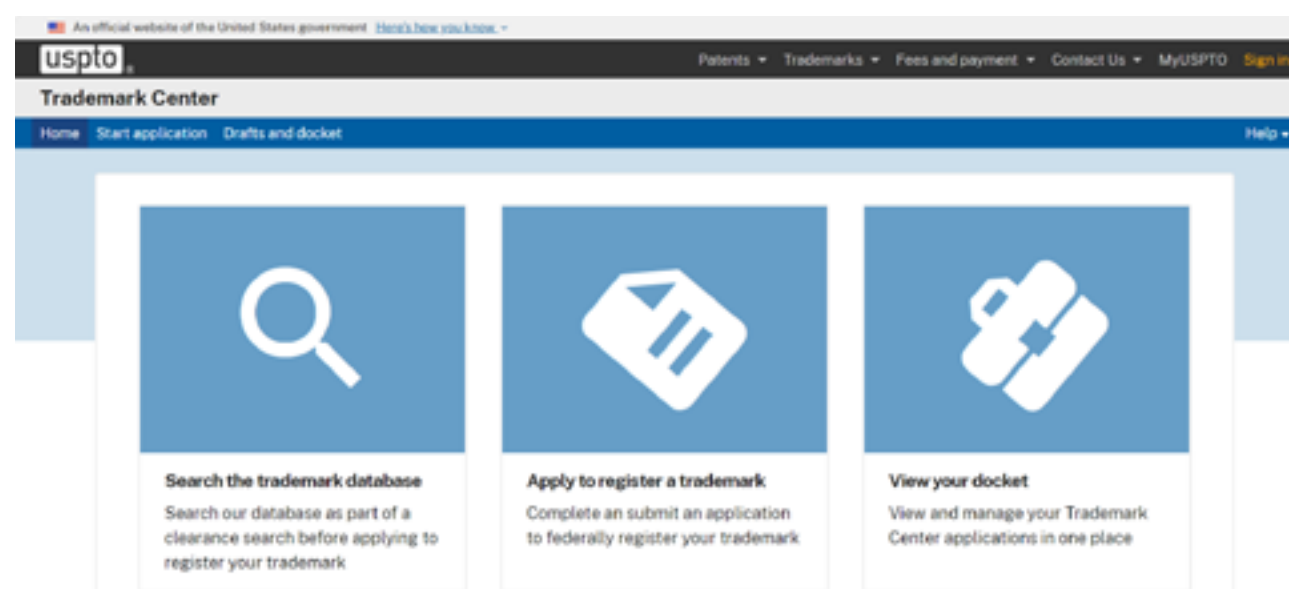 An official website of the United States government Here's how you know
uspto
Patents Trademarks Fees and payment Contact Us MyUSPTO Sign in
Trademark Center
Home Start application Drafts and docket Help
Search the trademark database
Search our database as part of a
clearance search before applying to
register your trademark
Apply to register a trademark
Complete an submit an application
to federally register your trademark
View your docket
View and manage your Trademark
Center applications in one place